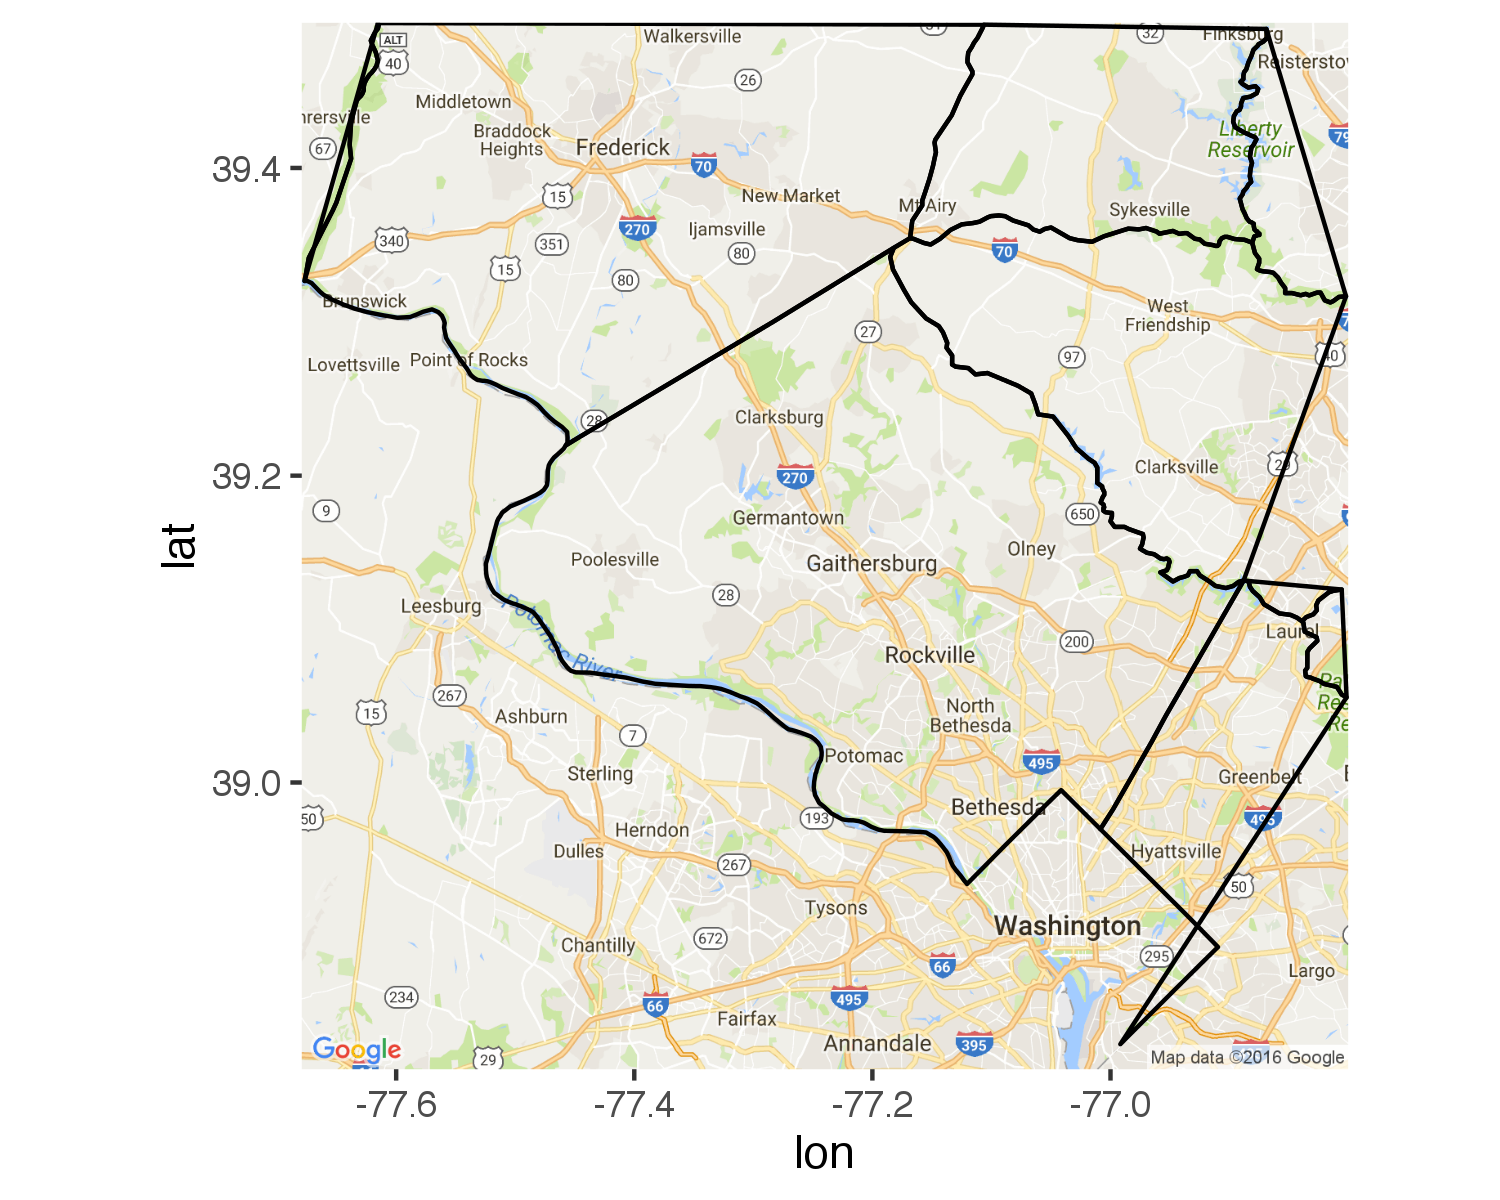 31
32
Walkersville
Finksburg
ALT
40
26
Reistersto
Middletown
hrersville
Braddock
Heights
Frederick
Liberty
Reservoir
79
67
70
39.4
15
New Market
Mt Airy
Sykesville
340
351
270
Ijamsville
80
70
15
80
Brunswick
West
Friendship
27
97
40
Lovettsville
Point of Rocks
Clarksburg
28
Clarksville
29
39.2
270
9
Germantown
650
Poolesville
Gaithersburg
Olney
28
Leesburg
Potomac River
200
Laurel
Rockville
267
15
Ashburn
North
Bethesda
7
Potomac
495
Sterling
Greenbelt
39.0
50
193
Bethesda
495
Herndon
Dulles
267
Hyattsville
50
Tysons
Washington
672
Chantilly
66
295
Largo
234
66
495
Fairfax
Annandale
395
Google
29
Map data ©2016 Google
-77.6
-77.4
-77.2
-77.0
lon
lat